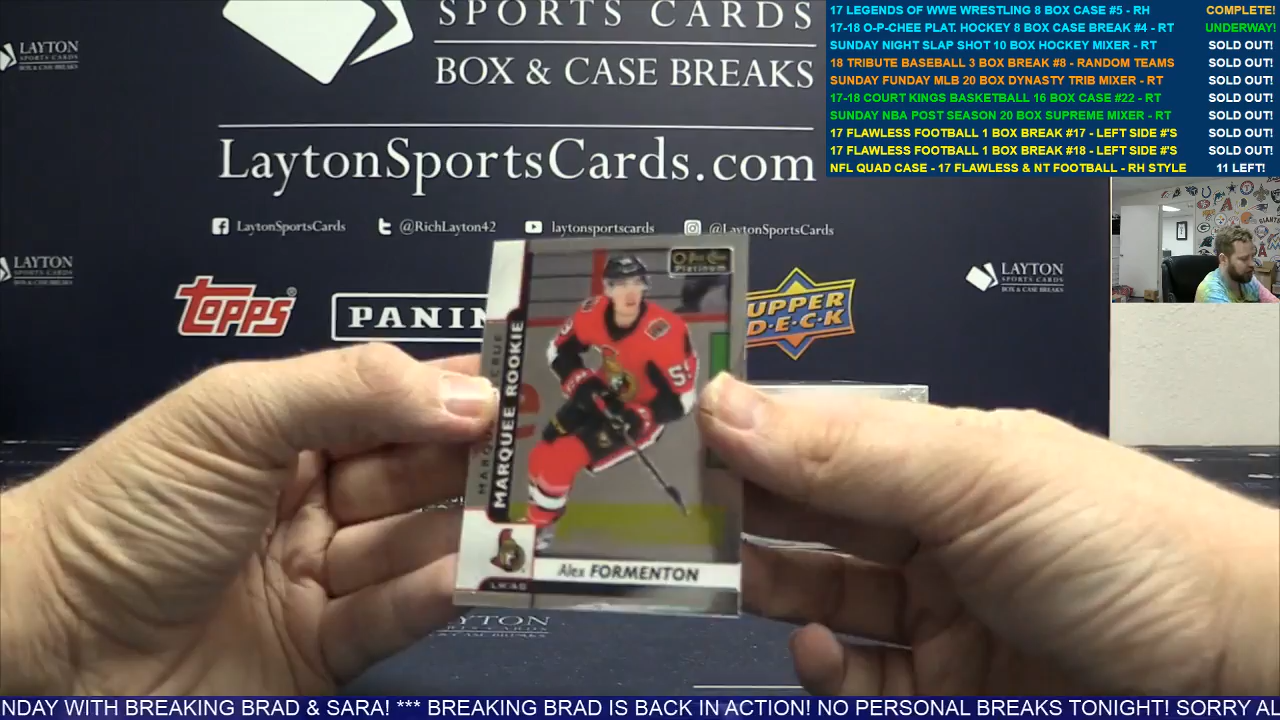 SPORTS CARDS
BOX & CASE BREAKS
LaytonSportsCards.com
LaytonSportsCards
@RichLayton42
laytonsportscards
@LaytonSportsCards
LAYTON
SPORTS CARDS
LAYTON
LAYTON
SPORTS CARDS
BOX & CASE BREAKS
TOPPS
PANIN
UPPER
D·E·C·K
O-Pee-Chee
Platinum
MARQUEE ROOKIE
59
Alex FORMENTON
LW
LAYTON
& CASE BREAKS
17 LEGENDS OF WWE WRESTLING 8 BOX CASE #5 - RH COMPLETE!
17-18 O-P-CHEE PLAT. HOCKEY 8 BOX CASE BREAK #4 - RT UNDERWAY!
SUNDAY NIGHT SLAP SHOT 10 BOX HOCKEY MIXER - RT SOLD OUT!
18 TRIBUTE BASEBALL 3 BOX BREAK #8 - RANDOM TEAMS SOLD OUT!
SUNDAY FUNDAY MLB 20 BOX DYNASTY TRIB MIXER - RT SOLD OUT!
17-18 COURT KINGS BASKETBALL 16 BOX CASE #22 - RT SOLD OUT!
SUNDAY NBA POST SEASON 20 BOX SUPREME MIXER - RT SOLD OUT!
17 FLAWLESS FOOTBALL 1 BOX BREAK #17 - LEFT SIDE #'S SOLD OUT!
17 FLAWLESS FOOTBALL 1 BOX BREAK #18 - LEFT SIDE #'S SOLD OUT!
NFL QUAD CASE - 17 FLAWLESS & NT FOOTBALL - RH STYLE 11 LEFT!
NDAY WITH BREAKING BRAD & SARA! *** BREAKING BRAD IS BACK IN ACTION! NO PERSONAL BREAKS TONIGHT! SORRY AL